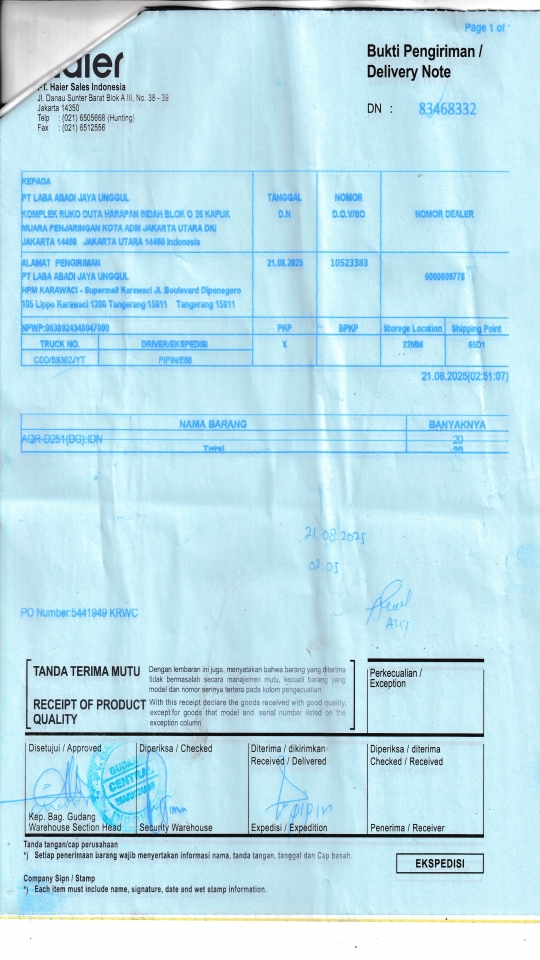 Page 1 of
Haier
PT. Haier Sales Indonesia
Jl. Danau Sunter Barat Blok A III, No. 38 - 39
Jakarta 14350
Telp : (021) 6505668 (Hunting)
Fax : (021) 6512556
Bukti Pengiriman /
Delivery Note
DN : 83468332
KEPADA
PT LABA ABADI JAYA UNGGUL
KOMPLEK RUKO DUTA HARAPAN INDAH BLOK O 26 KAPUK
MUARA PENJARINGAN KOTA ADM JAKARTA UTARA DKI
JAKARTA 14460 JAKARTA UTARA 14460 Indonesia
TANGGAL
D.N
NOMOR
D.O./SO
NOMOR DEALER
ALAMAT PENGIRIMAN
PT LABA ABADI JAYA UNGGUL
HPM KARAWACI - Supermall Karawaci Jl. Boulevard Diponegoro
105 Lippo Karawaci 1200 Tangerang 15811 Tangerang 15811
21.08.2025
10523383
6000009778
NPWP:0838924348047000
PKP
BPKP
Storege Location
Shipping Point
TRUCK NO.
DRIVER/EKSPEDISI
X
22MM
65D1
CDD/B9302JYT
PIPIN/E88
21.08.2025(02:51:07)
NAMA BARANG
BANYAKNYA
AQR-D251(DG):IDN
20
Total
20
21.08.2025
02.05
PO Number:5441949 KRWC
TANDA TERIMA MUTU
Dengan lembaran ini juga, menyatakan bahwa barang yang diterima
tidak bermasalah secara manajemen mutu, kecuali barang yang
model dan nomor serinya tertera pada kolom pengecualian
RECEIPT OF PRODUCT
QUALITY
With this receipt declare the goods received with good quality,
except for goods that model and serial number listed on the
exception column
Perkecualian /
Exception
Disetujui / Approved
Diperiksa / Checked
Diterima / dikirimkan
Received / Delivered
Diperiksa / diterima
Checked / Received
GUDANG
CENTRAL
WAREHOUSE
pipin
Kep. Bag. Gudang
Warehouse Section Head
Security Warehouse
Expedisi / Expedition
Penerima / Receiver
Tanda tangan/cap perusahaan
*) Setiap penerimaan barang wajib menyertakan informasi nama, tanda tangan, tanggal dan Cap basah.
EKSPEDISI
Company Sign / Stamp
*) Each item must include name, signature, date and wet stamp information.